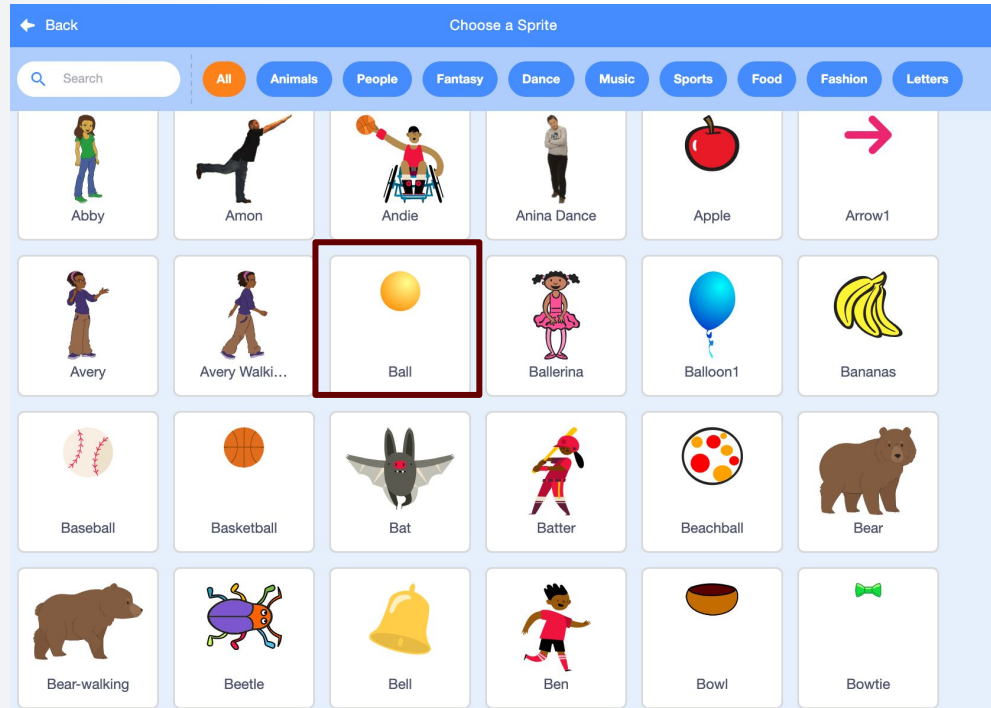 Back
Choose a Sprite
Search
All
Animals
People
Fantasy
Dance
Music
Sports
Food
Fashion
Letters
Abby
Amon
Andie
Anina Dance
Apple
Arrow1
Avery
Avery Walki...
Ball
Ballerina
Balloon1
Bananas
Baseball
Basketball
Bat
Batter
Beachball
Bear
Bear-walking
Beetle
Bell
Ben
Bowl
Bowtie